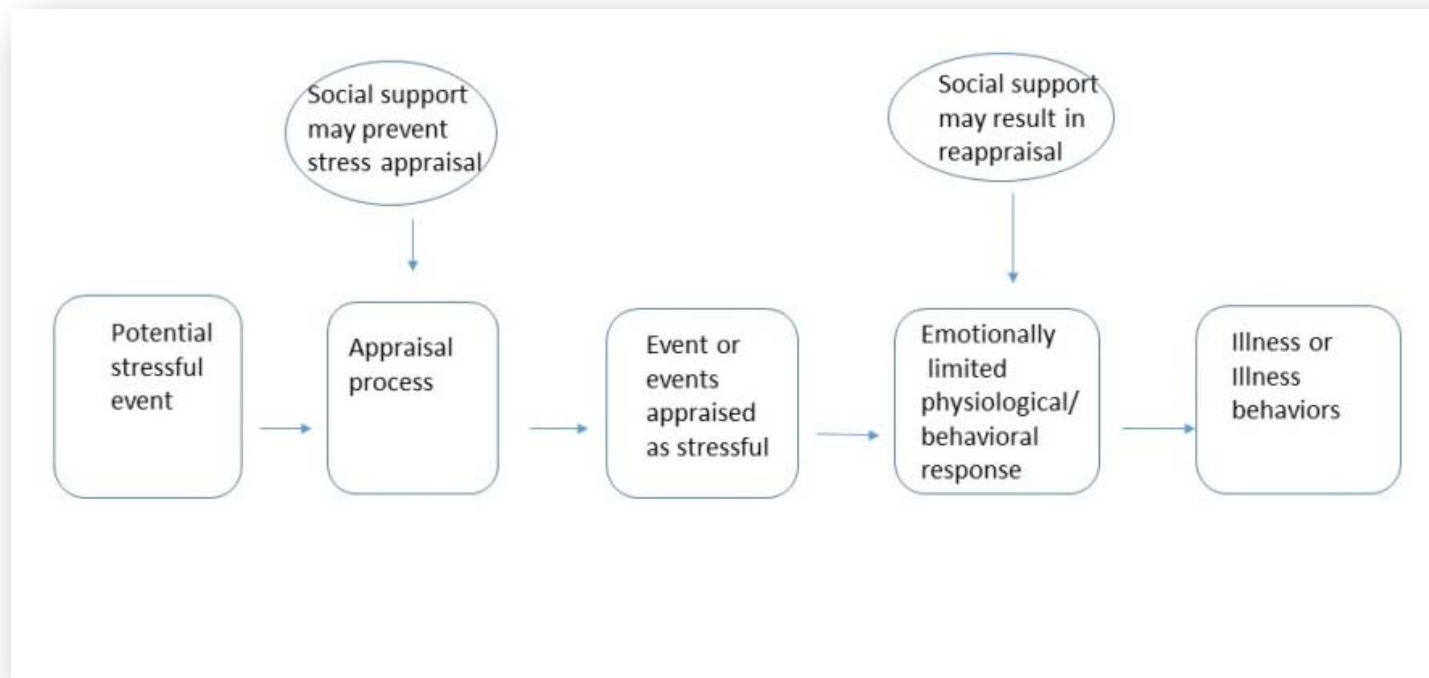 Social support
may prevent
stress appraisal
Social support
may result in
reappraisal
Potential
stressful
event
Appraisal
process
Event or
events
appraised
as stressful
Emotionally
limited
physiological/
behavioral
response
Illness or
Illness
behaviors